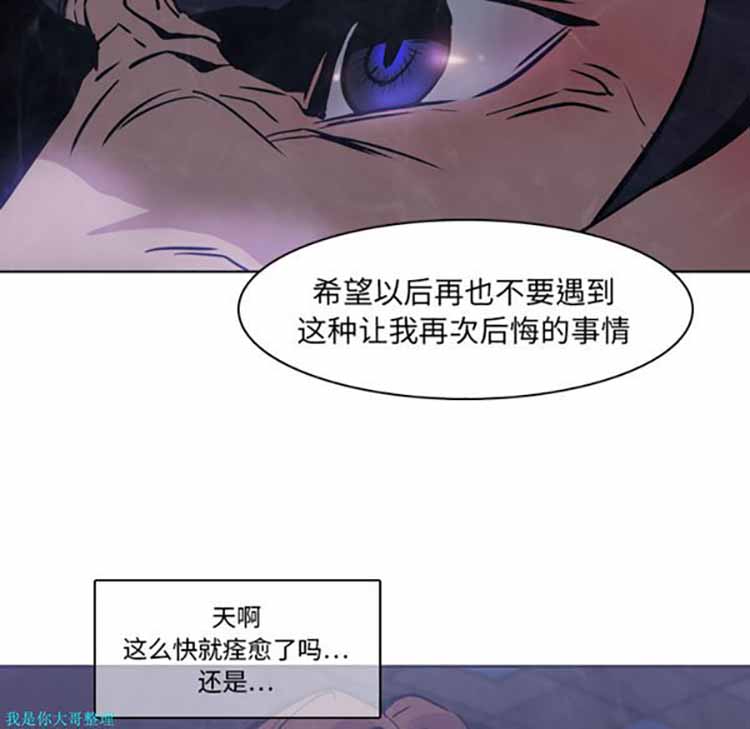 希望以后再也不要遇到
这种让我再次后悔的事情
天啊
这么快就痊愈了吗...
还是...
我是你大哥整理